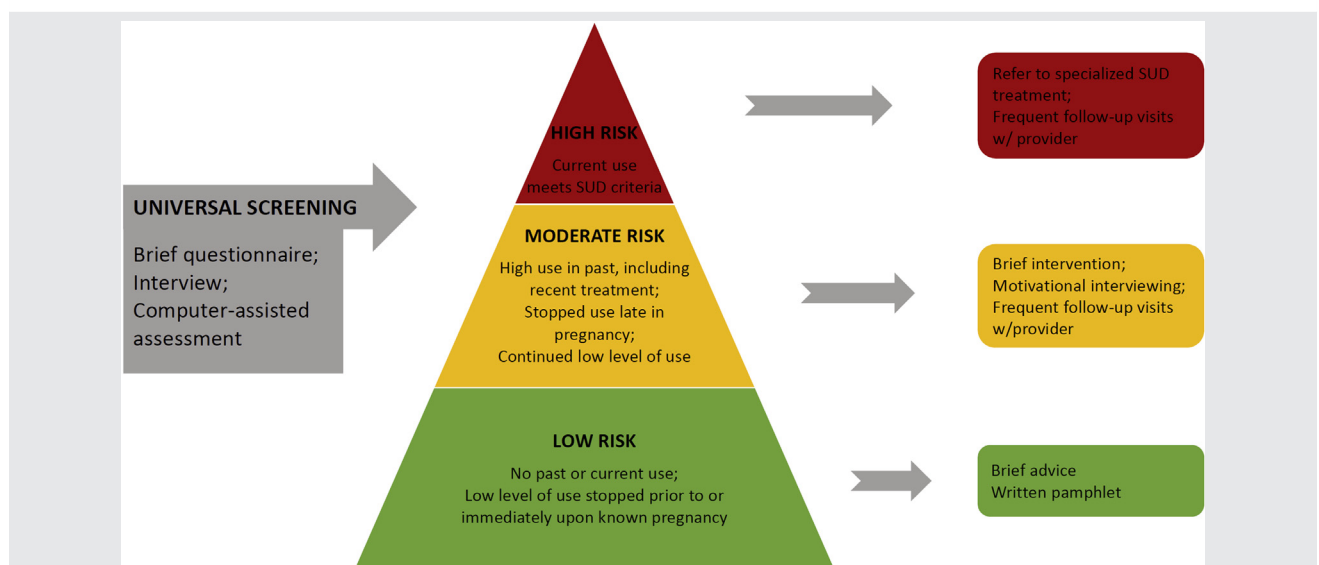 UNIVERSAL SCREENING
Brief questionnaire;
Interview;
Computer-assisted
assessment
HIGH RISK
Current use
meets SUD criteria
MODERATE RISK
High use in past, including
recent treatment;
Stopped use late in
pregnancy;
Continued low level of use
LOW RISK
No past or current use;
Low level of use stopped prior to or
immediately upon known pregnancy
Refer to specialized SUD
treatment;
Frequent follow-up visits
w/ provider
Brief intervention;
Motivational interviewing;
Frequent follow-up visits
w/provider
Brief advice
Written pamphlet